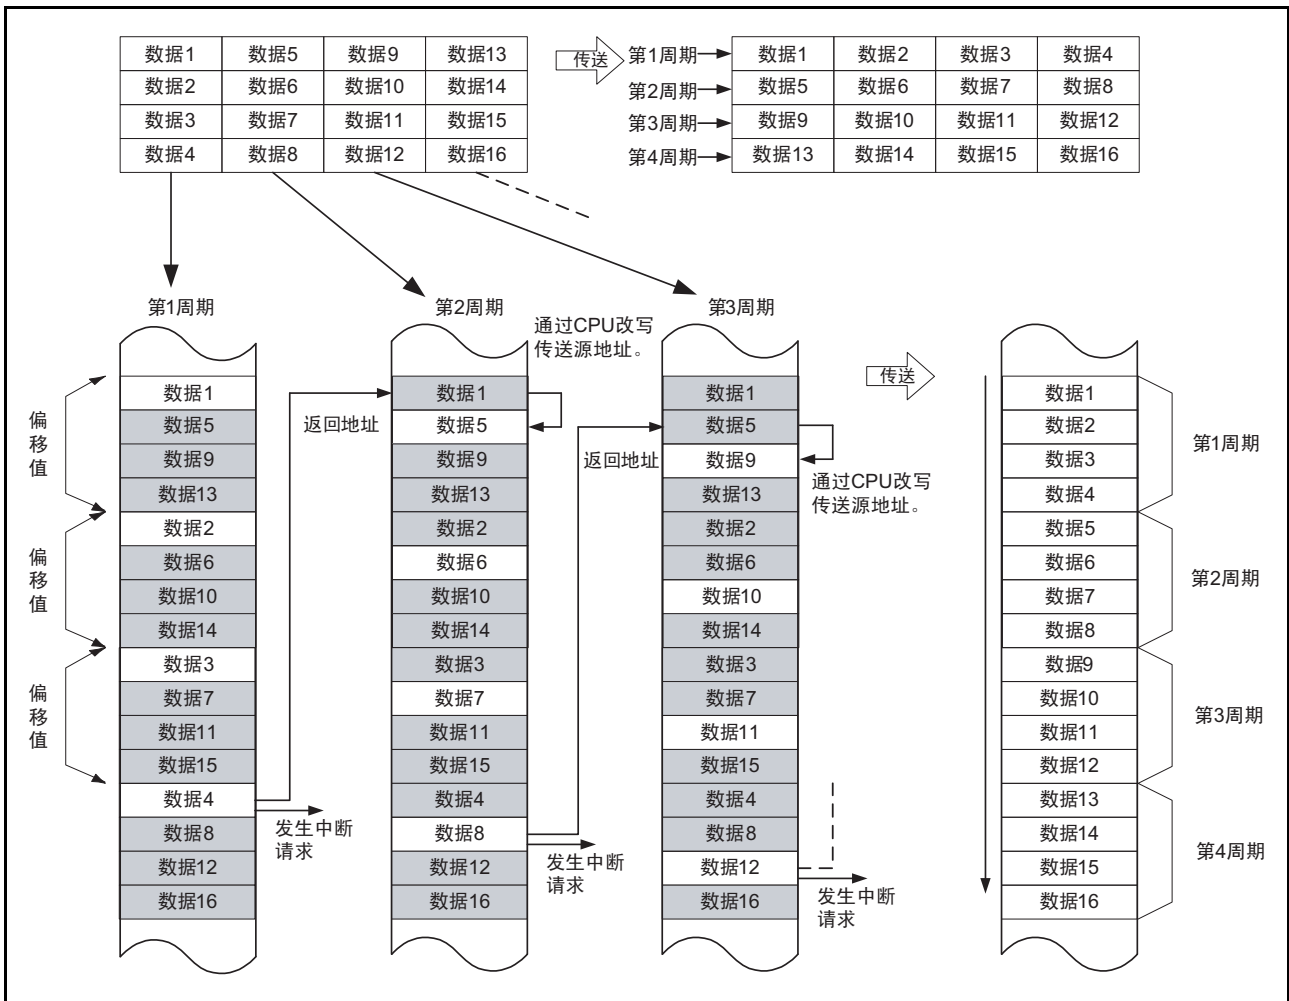 数据1 数据5 数据9 数据13
数据2 数据6 数据10 数据14
数据3 数据7 数据11 数据15
数据4 数据8 数据12 数据16
传送
第1周期 数据1 数据2 数据3 数据4
第2周期 数据5 数据6 数据7 数据8
第3周期 数据9 数据10 数据11 数据12
第4周期 数据13 数据14 数据15 数据16
第1周期
偏移值
偏移值
偏移值
数据1
数据5
数据9
数据13
数据2
数据6
数据10
数据14
数据3
数据7
数据11
数据15
数据4
数据8
数据12
数据16
发生中断
请求
返回地址
第2周期
通过CPU改写
传送源地址。
数据1
数据5
数据9
数据13
数据2
数据6
数据10
数据14
数据3
数据7
数据11
数据15
数据4
数据8
数据12
数据16
发生中断
请求
返回地址
第3周期
数据1
数据5
数据9
数据13
数据2
数据6
数据10
数据14
数据3
数据7
数据11
数据15
数据4
数据8
数据12
数据16
通过CPU改写
传送源地址。
发生中断
请求
传送
数据1
数据2
数据3
数据4
数据5
数据6
数据7
数据8
数据9
数据10
数据11
数据12
数据13
数据14
数据15
数据16
第1周期
第2周期
第3周期
第4周期